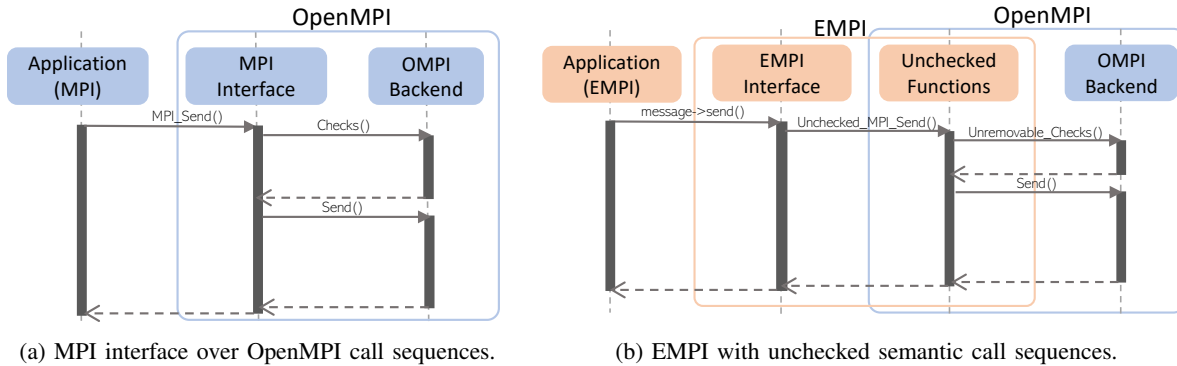 OpenMPI
Application
(MPI)
MPI
Interface
OMPI
Backend
MPI_Send()
Checks()
Send()
(a) MPI interface over OpenMPI call sequences.
EMPI
OpenMPI
Application
(EMPI)
EMPI
Interface
Unchecked
Functions
OMPI
Backend
message->send()
Unchecked_MPI_Send()
Unremovable_Checks()
Send()
(b) EMPI with unchecked semantic call sequences.